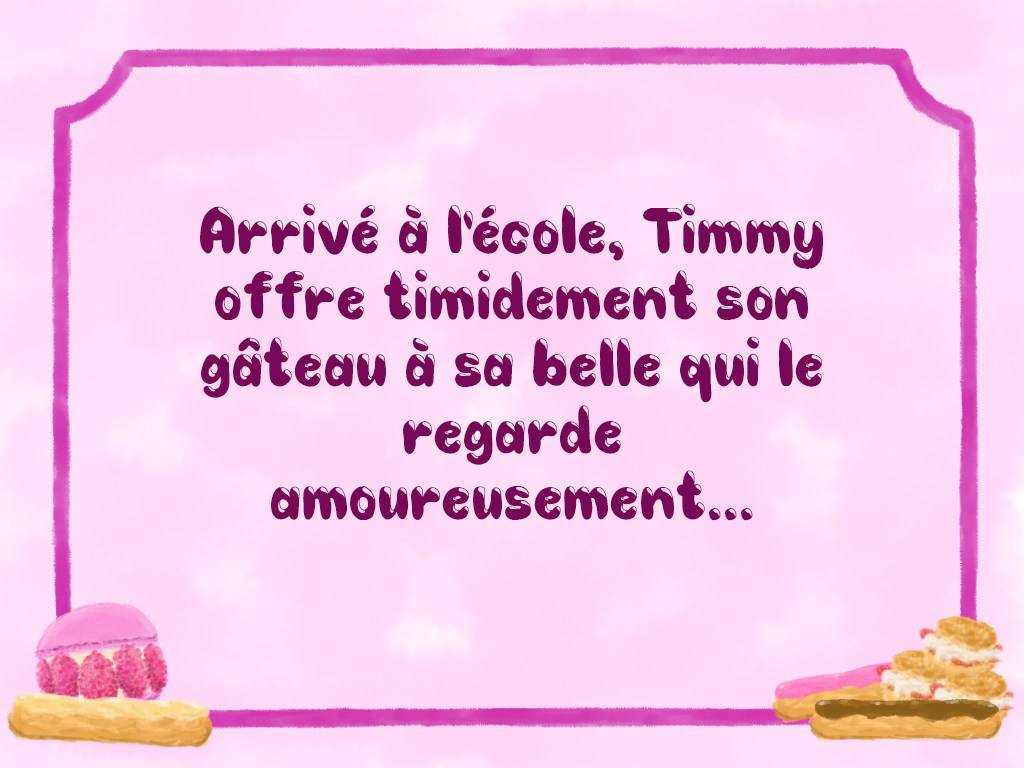 Arrivé à l'école, Timmy
offre timidement son
gâteau à sa belle qui le
regarde
amoureusement...